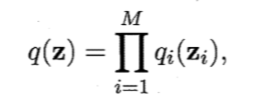 q(z) = ∏_{i=1}^{M} q_i(z_i),